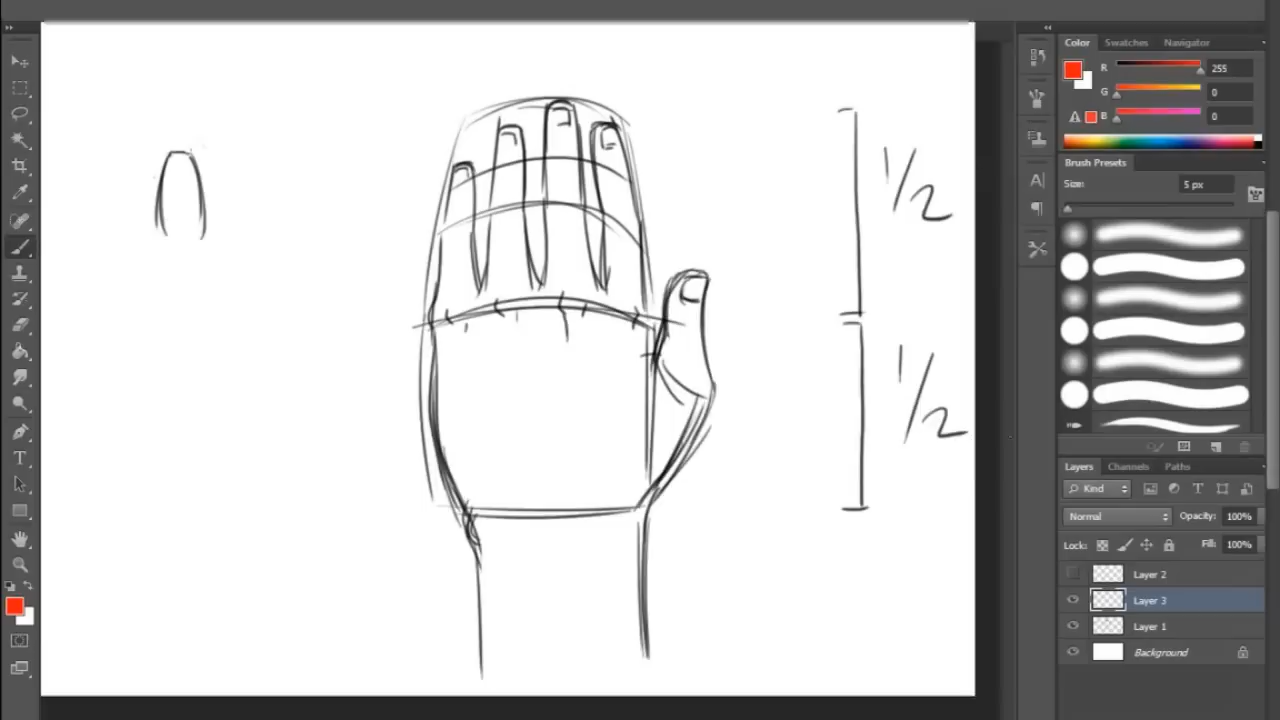 Color Swatches Navigator
R 255
G 0
B 0
Brush Presets
Size: 5 px
1/2
1/2
Layers Channels Paths
Kind T
Normal Opacity: 100%
Lock: Fill: 100%
Layer 2
Layer 3
Layer 1
Background
A
T